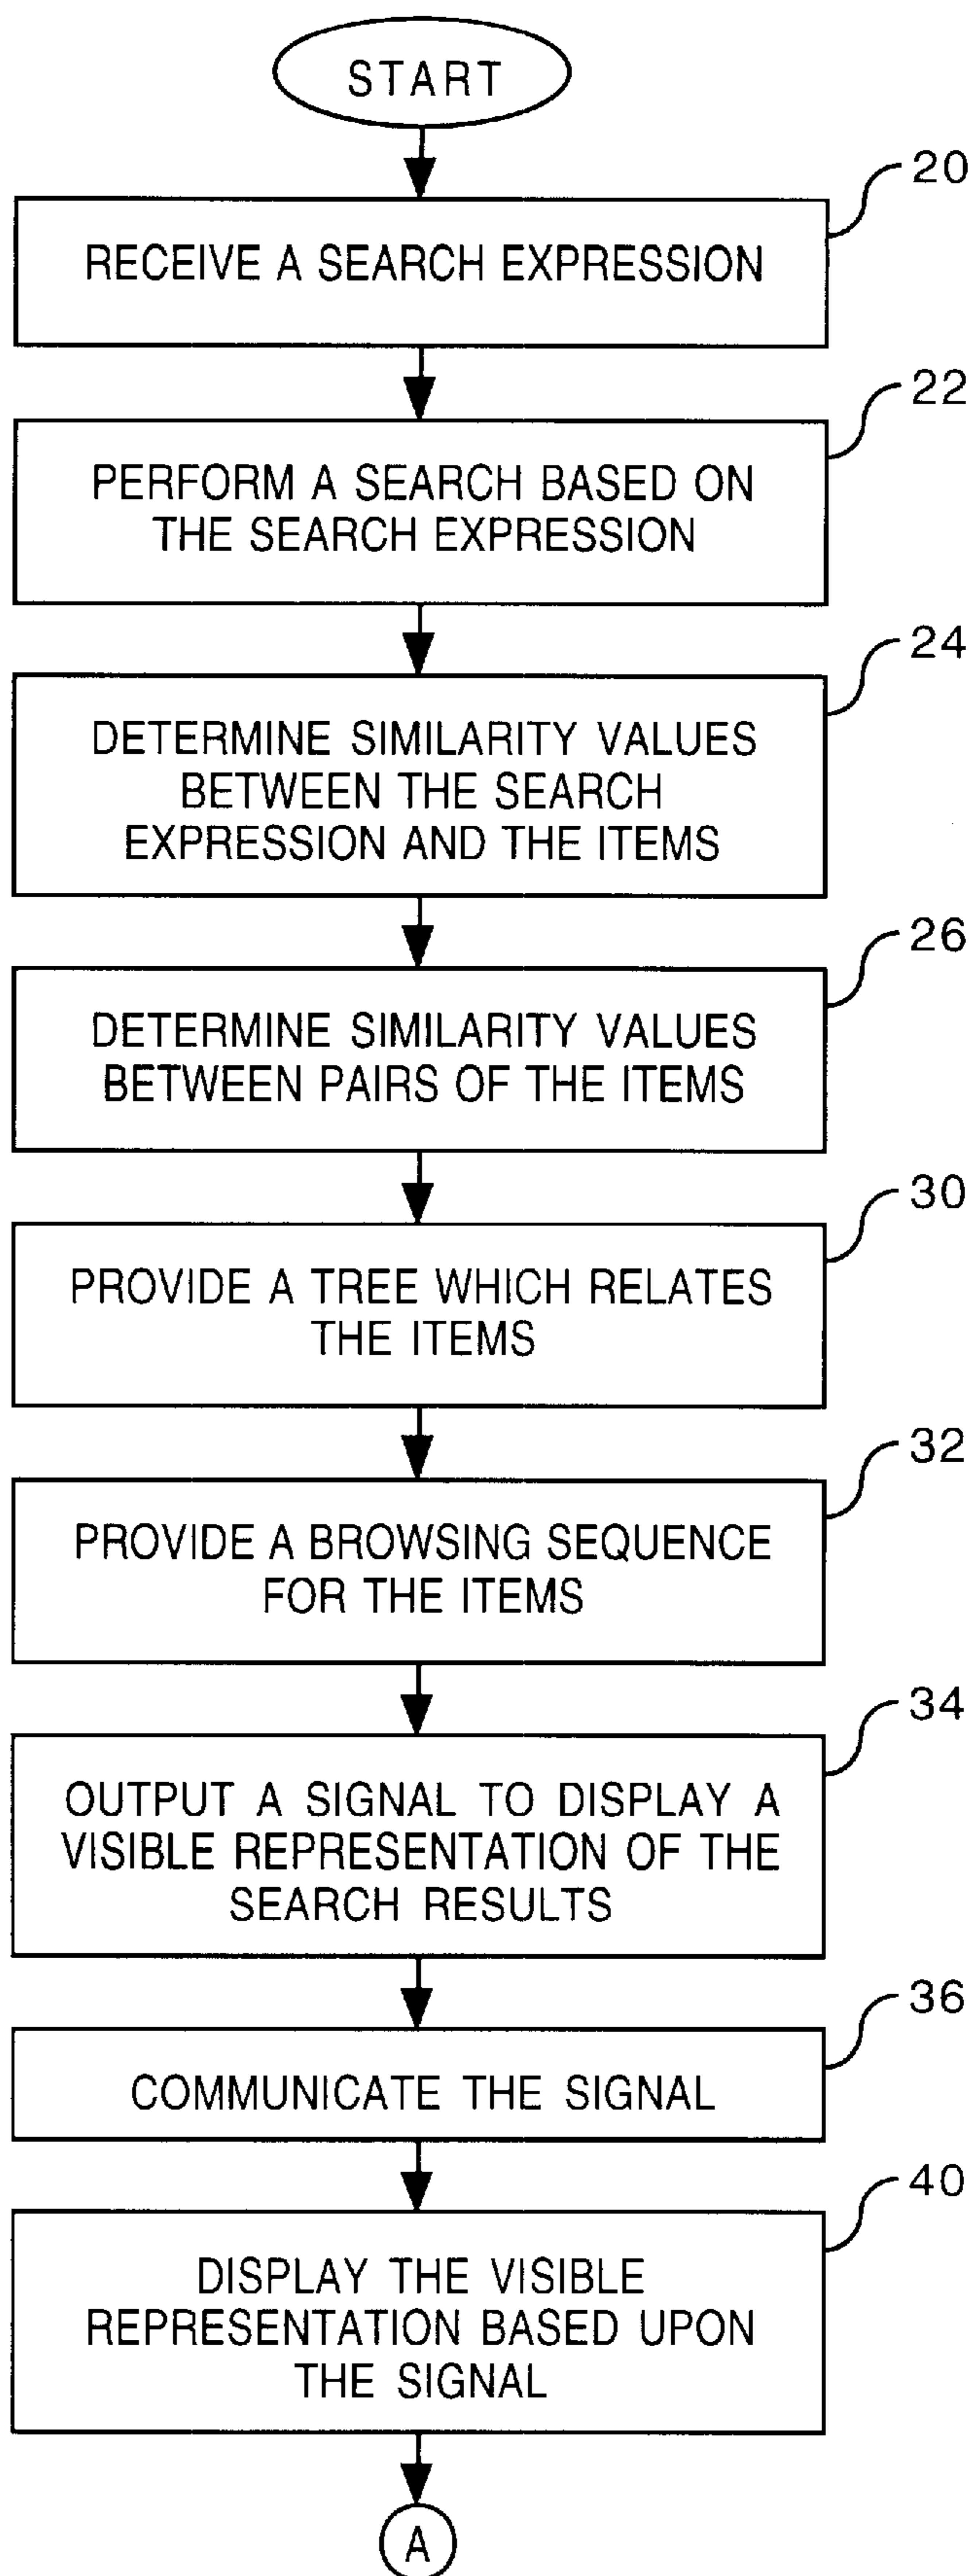 START
20
RECEIVE A SEARCH EXPRESSION
22
PERFORM A SEARCH BASED ON
THE SEARCH EXPRESSION
24
DETERMINE SIMILARITY VALUES
BETWEEN THE SEARCH
EXPRESSION AND THE ITEMS
26
DETERMINE SIMILARITY VALUES
BETWEEN PAIRS OF THE ITEMS
30
PROVIDE A TREE WHICH RELATES
THE ITEMS
32
PROVIDE A BROWSING SEQUENCE
FOR THE ITEMS
34
OUTPUT A SIGNAL TO DISPLAY A
VISIBLE REPRESENTATION OF THE
SEARCH RESULTS
36
COMMUNICATE THE SIGNAL
40
DISPLAY THE VISIBLE
REPRESENTATION BASED UPON
THE SIGNAL
A